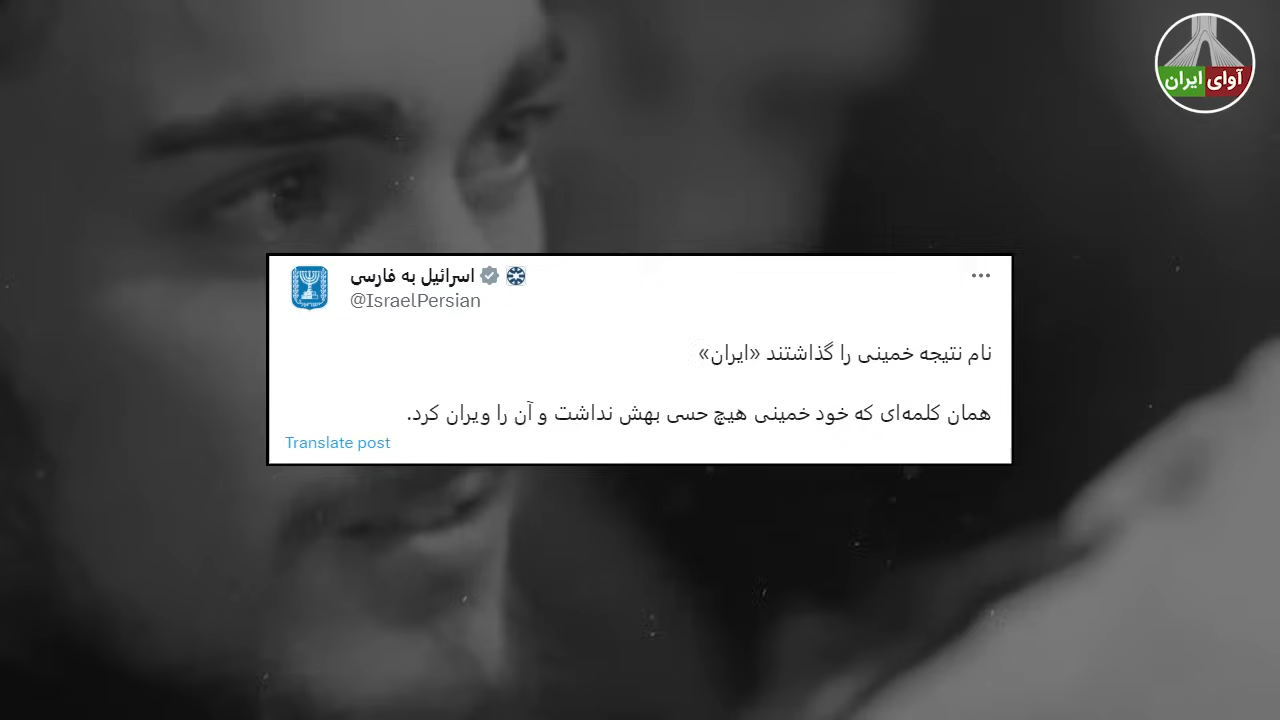 آوای ایران
اسرائیل به فارسی
@IsraelPersian
نام نتیجه خمینی را گذاشتند «ایران»
همان کلمه‌ای که خود خمینی هیچ حسی بهش نداشت و آن را ویران کرد.
Translate post